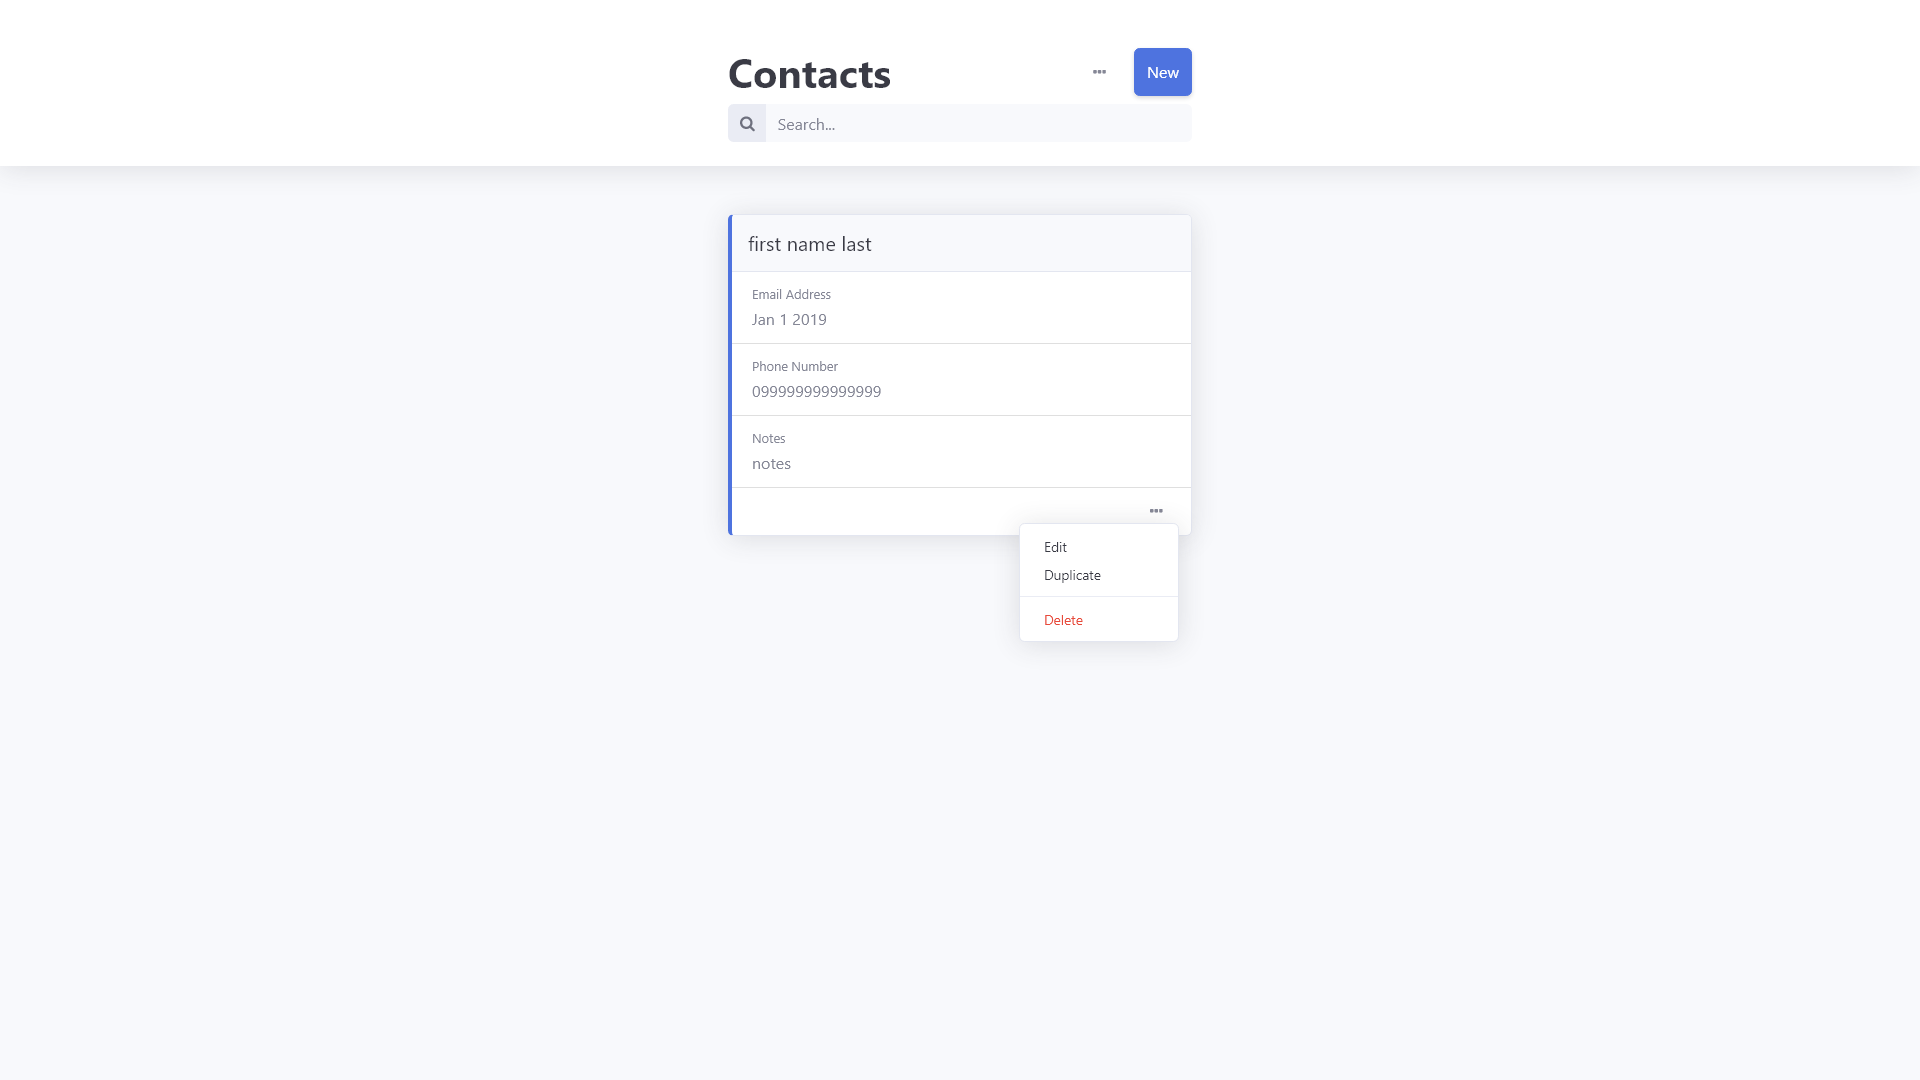 Contacts
New
Search...
first name last
Email Address
Jan 1 2019
Phone Number
099999999999999
Notes
notes
Edit
Duplicate
Delete